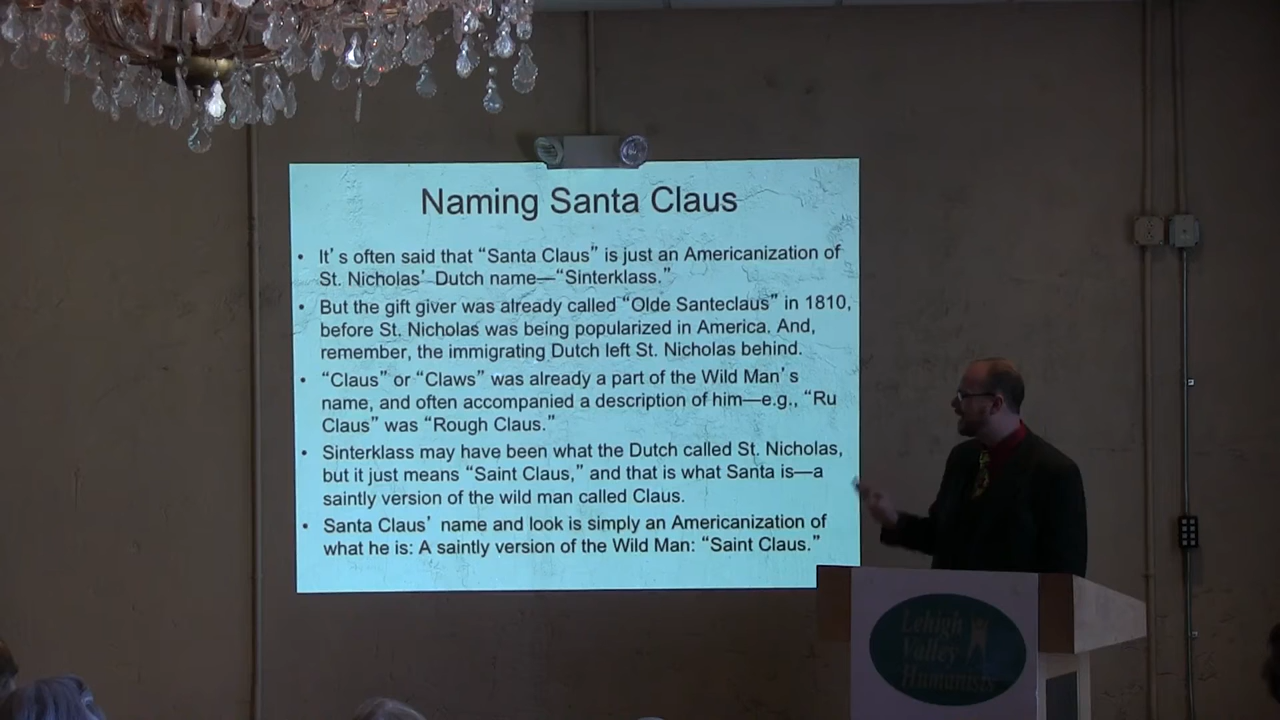 Naming Santa Claus
• It’s often said that “Santa Claus” is just an Americanization of
St. Nicholas’ Dutch name—“Sinterklass.”
• But the gift giver was already called “Olde Santeclaus” in 1810,
before St. Nicholas was being popularized in America. And,
remember, the immigrating Dutch left St. Nicholas behind.
• “Claus” or “Claws” was already a part of the Wild Man’s
name, and often accompanied a description of him—e.g., “Ru
Claus” was “Rough Claus.”
• Sinterklass may have been what the Dutch called St. Nicholas,
but it just means “Saint Claus,” and that is what Santa is—a
saintly version of the wild man called Claus.
• Santa Claus’ name and look is simply an Americanization of
what he is: A saintly version of the Wild Man: “Saint Claus.”
Lehigh
Valley
Humanists